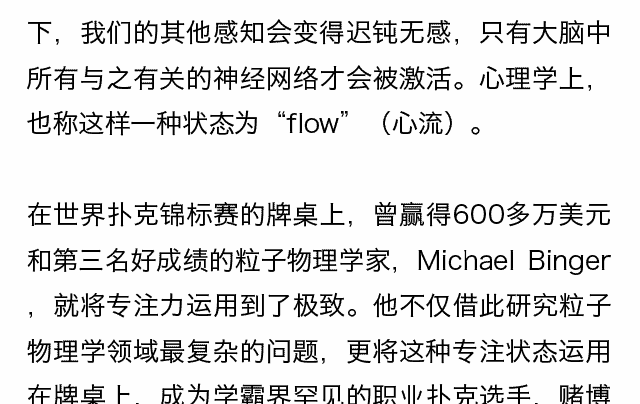 下，我们的其他感知会变得迟钝无感，只有大脑中
所有与之有关的神经网络才会被激活。心理学上，
也称这样一种状态为“flow”（心流）。
在世界扑克锦标赛的牌桌上，曾赢得600多万美元
和第三名好成绩的粒子物理学家，Michael Binger
，就将专注力运用到了极致。他不仅借此研究粒子
物理学领域最复杂的问题，更将这种专注状态运用
在牌桌上，成为学霸界罕见的职业扑克选手，赌博